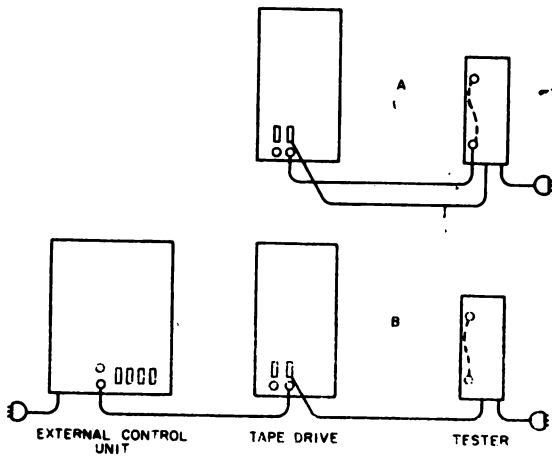 A
B
EXTERNAL CONTROL
UNIT
TAPE DRIVE
TESTER